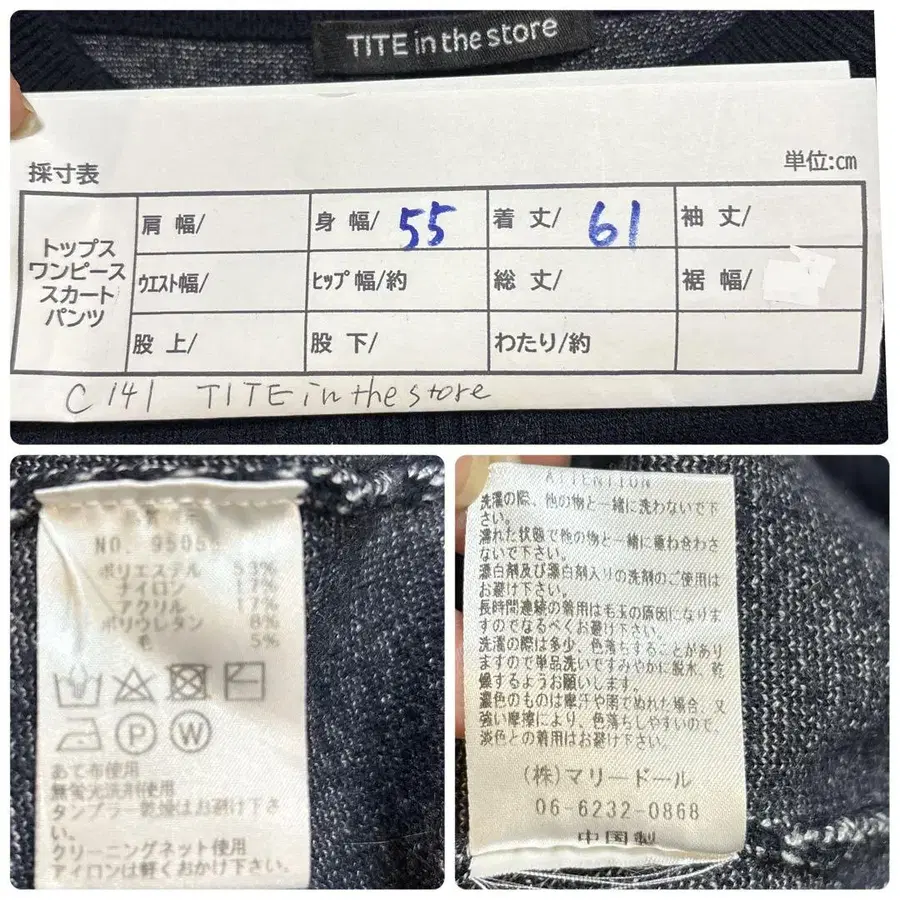 TITE in the store
採寸表
単位:cm
トップス
ワンピース
スカート
パンツ
肩 幅/
身 幅/ 55
着 丈/ 61
袖 丈/
ウエスト幅/
ヒップ幅/約
総 丈/
裾 幅/
股 上/
股 下/
わたり/約
C 141 TITE in the store
NO. 9505
ポリエステル 53%
ナイロン 17%
アクリル 17%
ポリウレタン 8%
毛 5%
P
W
あて布使用
無蛍光洗剤使用
タンブラー乾燥はお避け下さ
い。
クリーニングネット使用
アイロンは軽くおかけ下さい。
ATTENTION
洗濯の際、他の物と一緒に洗わないで下
さい。
濡れた状態で他の物と一緒に重ね合わさ
ないで下さい。
漂白剤及び漂白剤入りの洗剤のご使用は
お避け下さい。
長時間連続の着用は毛玉の原因になりま
すのでなるべくお避け下さい。
洗濯の際は多少、色落ちすることがあり
ますので単品洗いですみやかに脱水、乾
燥するようお願いします。
濃色のものは摩汗や雨でぬれた場合、又
強い摩擦により、色落ちしやすいので、
淡色との着用はお避け下さい。
(株)マリードール
06-6232-0868
中国製